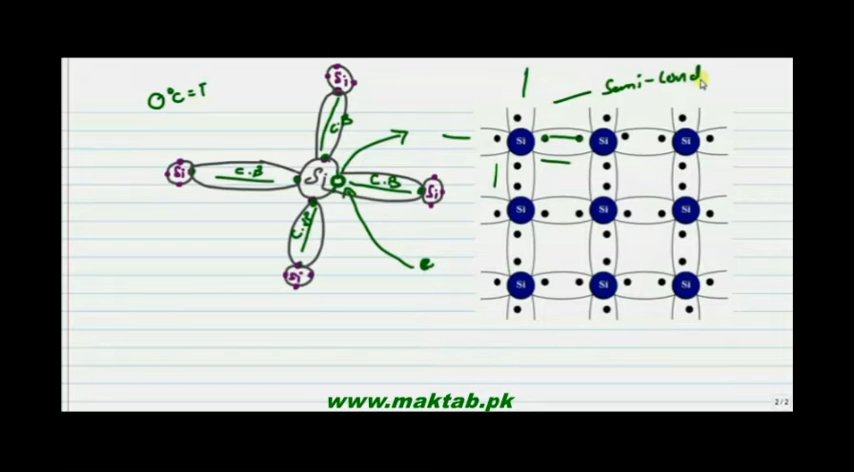 0°C=T
Si
C.B
Si
C.B
Si
C.B
Si
C.B
Si
Semi-Cond
Si Si Si
Si Si Si
Si Si Si
e
www.maktab.pk
2/2